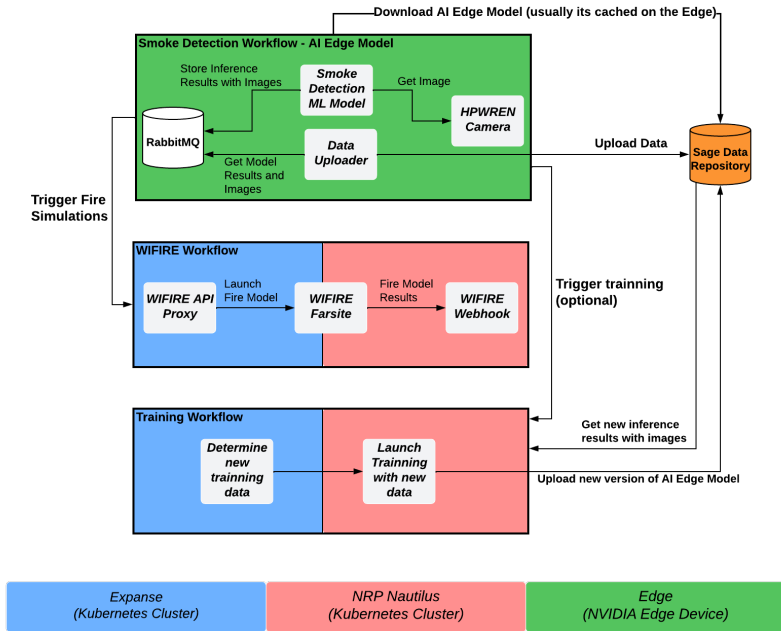 Download AI Edge Model (usually its cached on the Edge)
Smoke Detection Workflow - AI Edge Model
Store Inference
Results with Images
Smoke
Detection
ML Model
Get Image
HPWREN
Camera
RabbitMQ
Data
Uploader
Get Model
Results and
Images
Upload Data
Sage Data
Repository
Trigger Fire
Simulations
WIFIRE Workflow
WIFIRE API
Proxy
Launch
Fire Model
WIFIRE
Farsite
Fire Model
Results
WIFIRE
Webhook
Trigger trainning
(optional)
Training Workflow
Determine
new
trainning
data
Launch
Trainning
with new
data
Get new inference
results with images
Upload new version of AI Edge Model
Expanse
(Kubernetes Cluster)
NRP Nautilus
(Kubernetes Cluster)
Edge
(NVIDIA Edge Device)